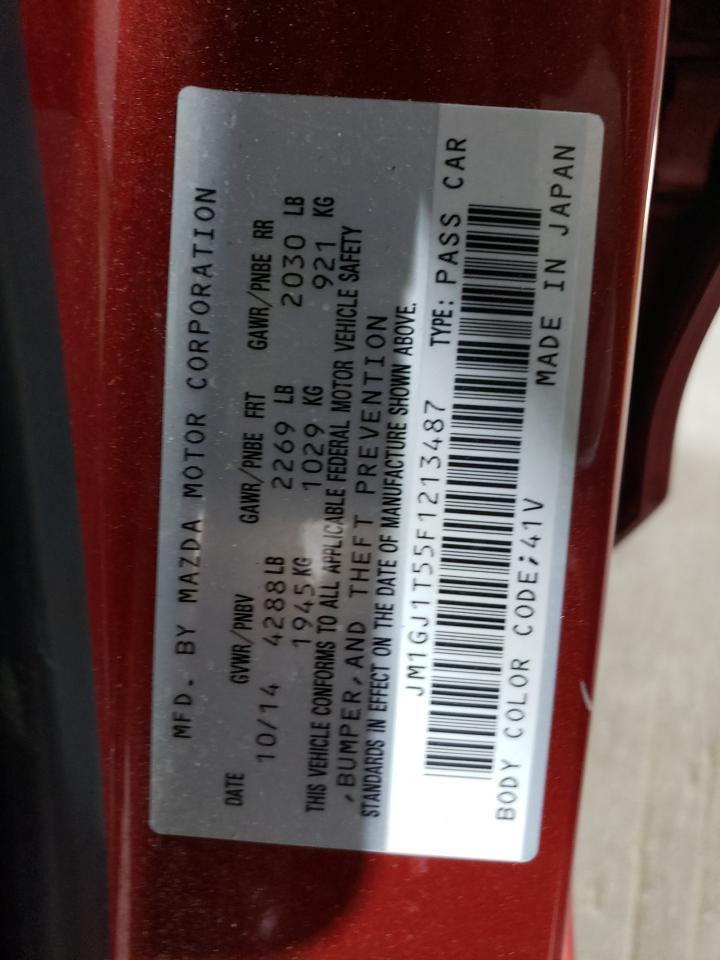 MFD. BY MAZDA MOTOR CORPORATION
DATE GVWR/PNBV GAWR/PNBE FRT GAWR/PNBE RR
10/14 4288LB 2269 LB 2030 LB
1945KG 1029 KG 921 KG
THIS VEHICLE CONFORMS TO ALL APPLICABLE FEDERAL MOTOR VEHICLE SAFETY
,BUMPER,AND THEFT PREVENTION
STANDARDS IN EFFECT ON THE DATE OF MANUFACTURE SHOWN ABOVE.
JM1GJ1T55F1213487 TYPE: PASS CAR
BODY COLOR CODE;41V MADE IN JAPAN